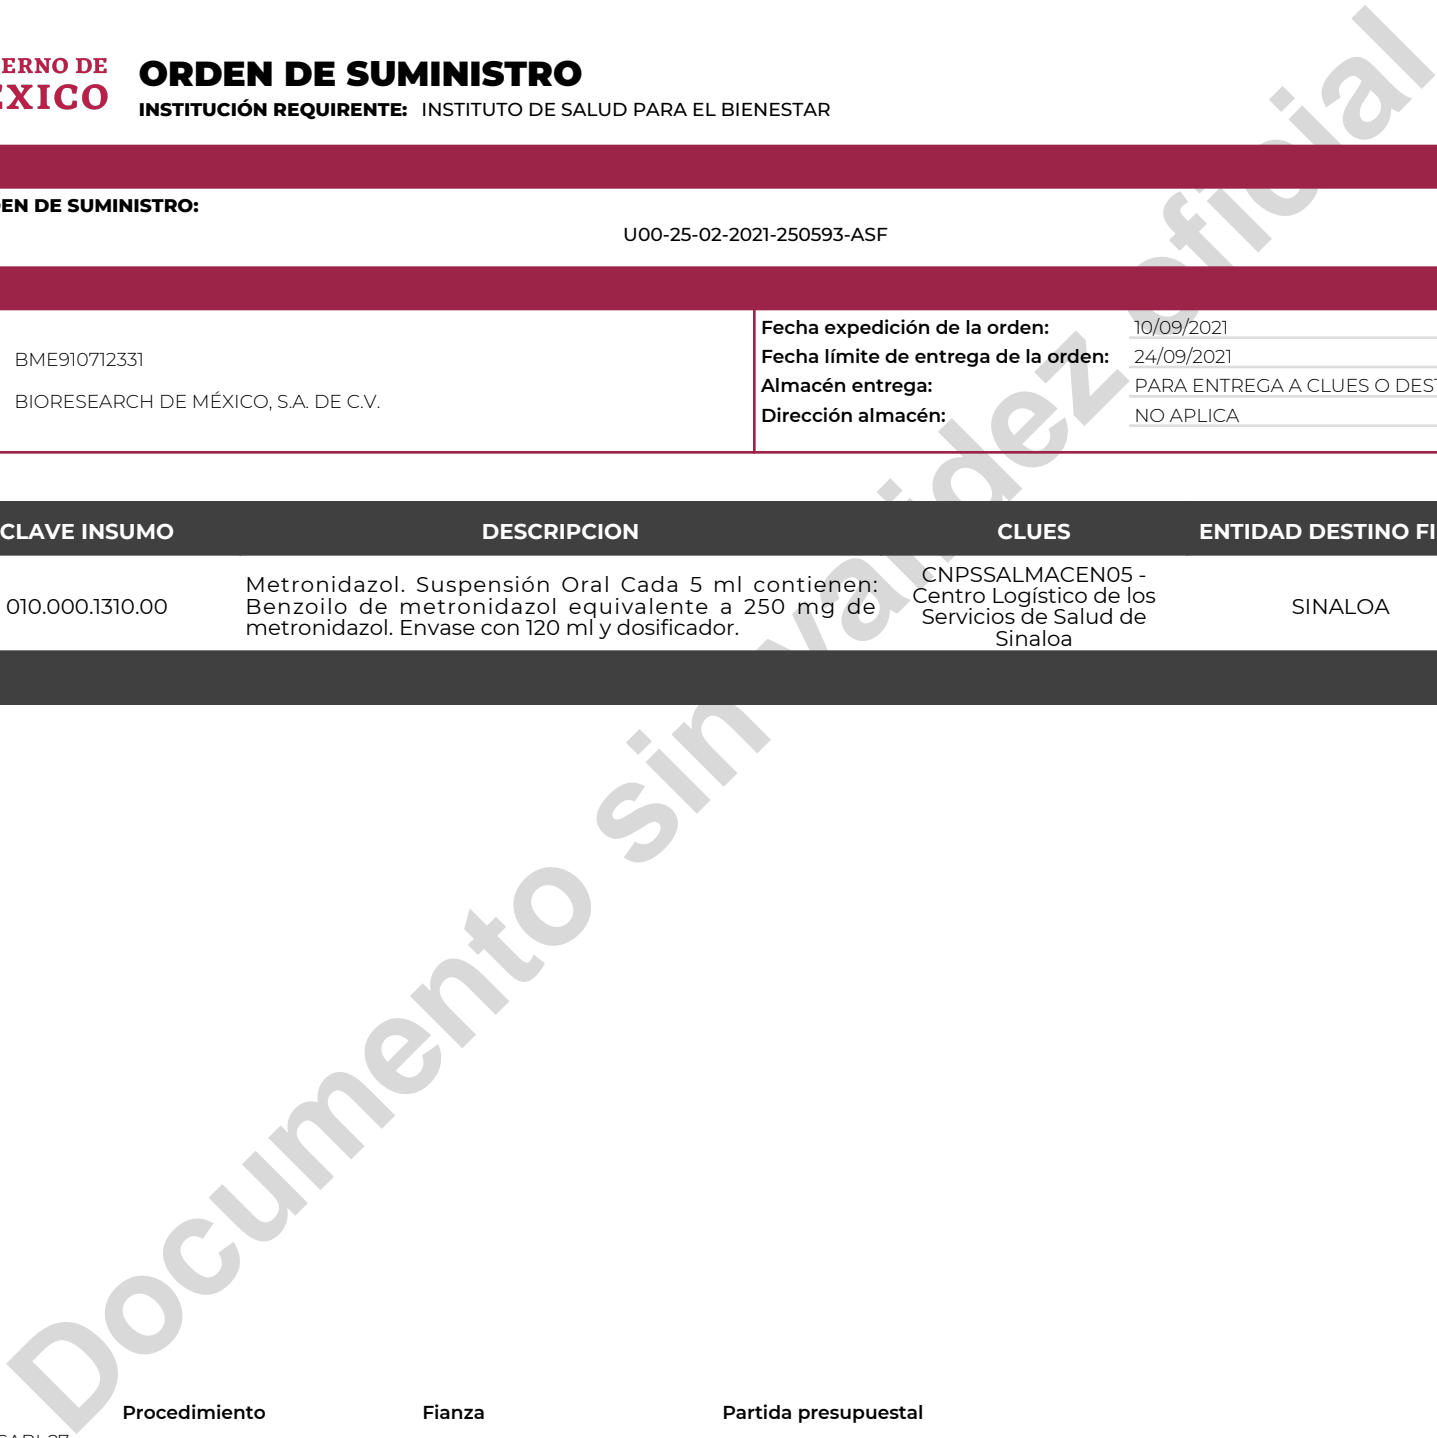 ERNO DE
ORDEN DE SUMINISTRO
INSTITUCIÓN REQUIRENTE: INSTITUTO DE SALUD PARA EL BIENESTAR
EN DE SUMINISTRO:
U00-25-02-2021-250593-ASF
BME910712331
BIORESEARCH DE MÉXICO, S.A. DE C.V.
Fecha expedición de la orden: 10/09/2021
Fecha límite de entrega de la orden: 24/09/2021
Almacén entrega: PARA ENTREGA A CLUES O DEST
Dirección almacén: NO APLICA
CLAVE INSUMO DESCRIPCION CLUES ENTIDAD DESTINO FI
010.000.1310.00
Metronidazol. Suspensión Oral Cada 5 ml contienen:
Benzoilo de metronidazol equivalente a 250 mg de
metronidazol. Envase con 120 ml y dosificador.
CNPSSALMACEN05 -
Centro Logístico de los
Servicios de Salud de
Sinaloa
SINALOA
Documento sin validez oficial
Procedimiento Fianza Partida presupuestal